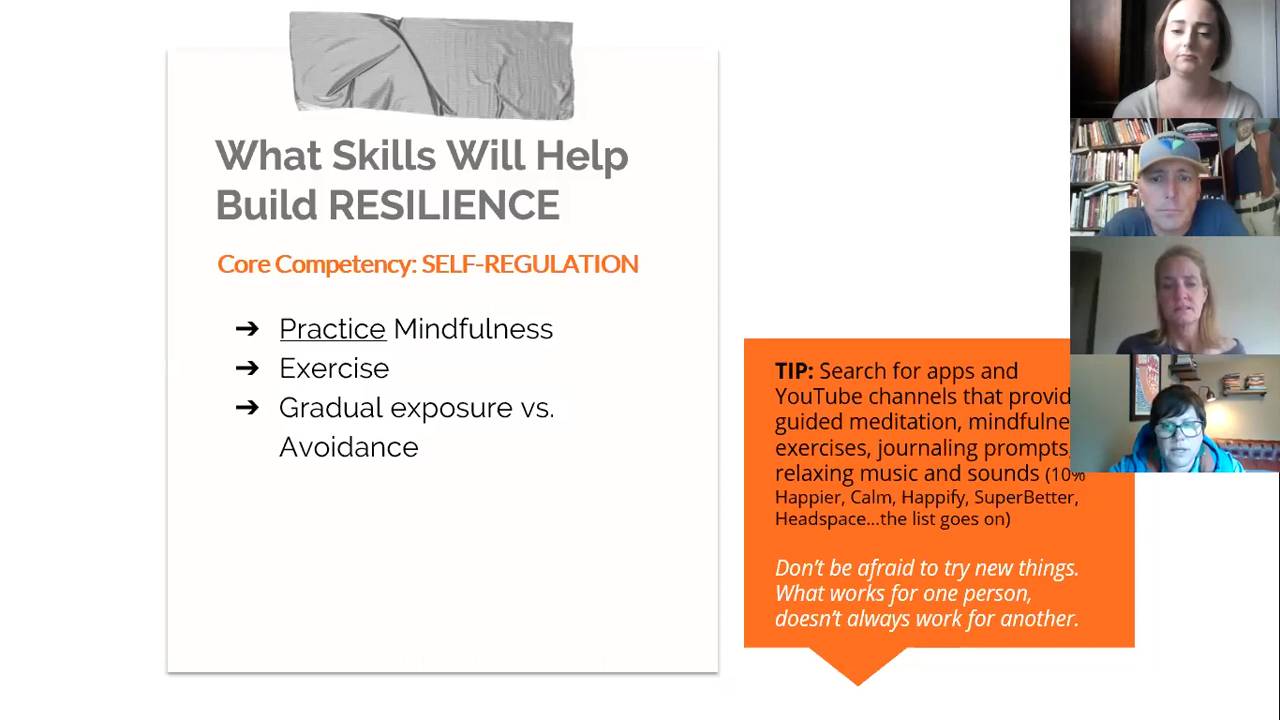 What Skills Will Help
Build RESILIENCE
Core Competency: SELF-REGULATION
➔ Practice Mindfulness
➔ Exercise
➔ Gradual exposure vs.
Avoidance
TIP: Search for apps and
YouTube channels that provid
guided meditation, mindfulne
exercises, journaling prompts,
relaxing music and sounds (10%
Happier, Calm, Happify, SuperBetter,
Headspace...the list goes on)
Don't be afraid to try new things.
What works for one person,
doesn't always work for another.